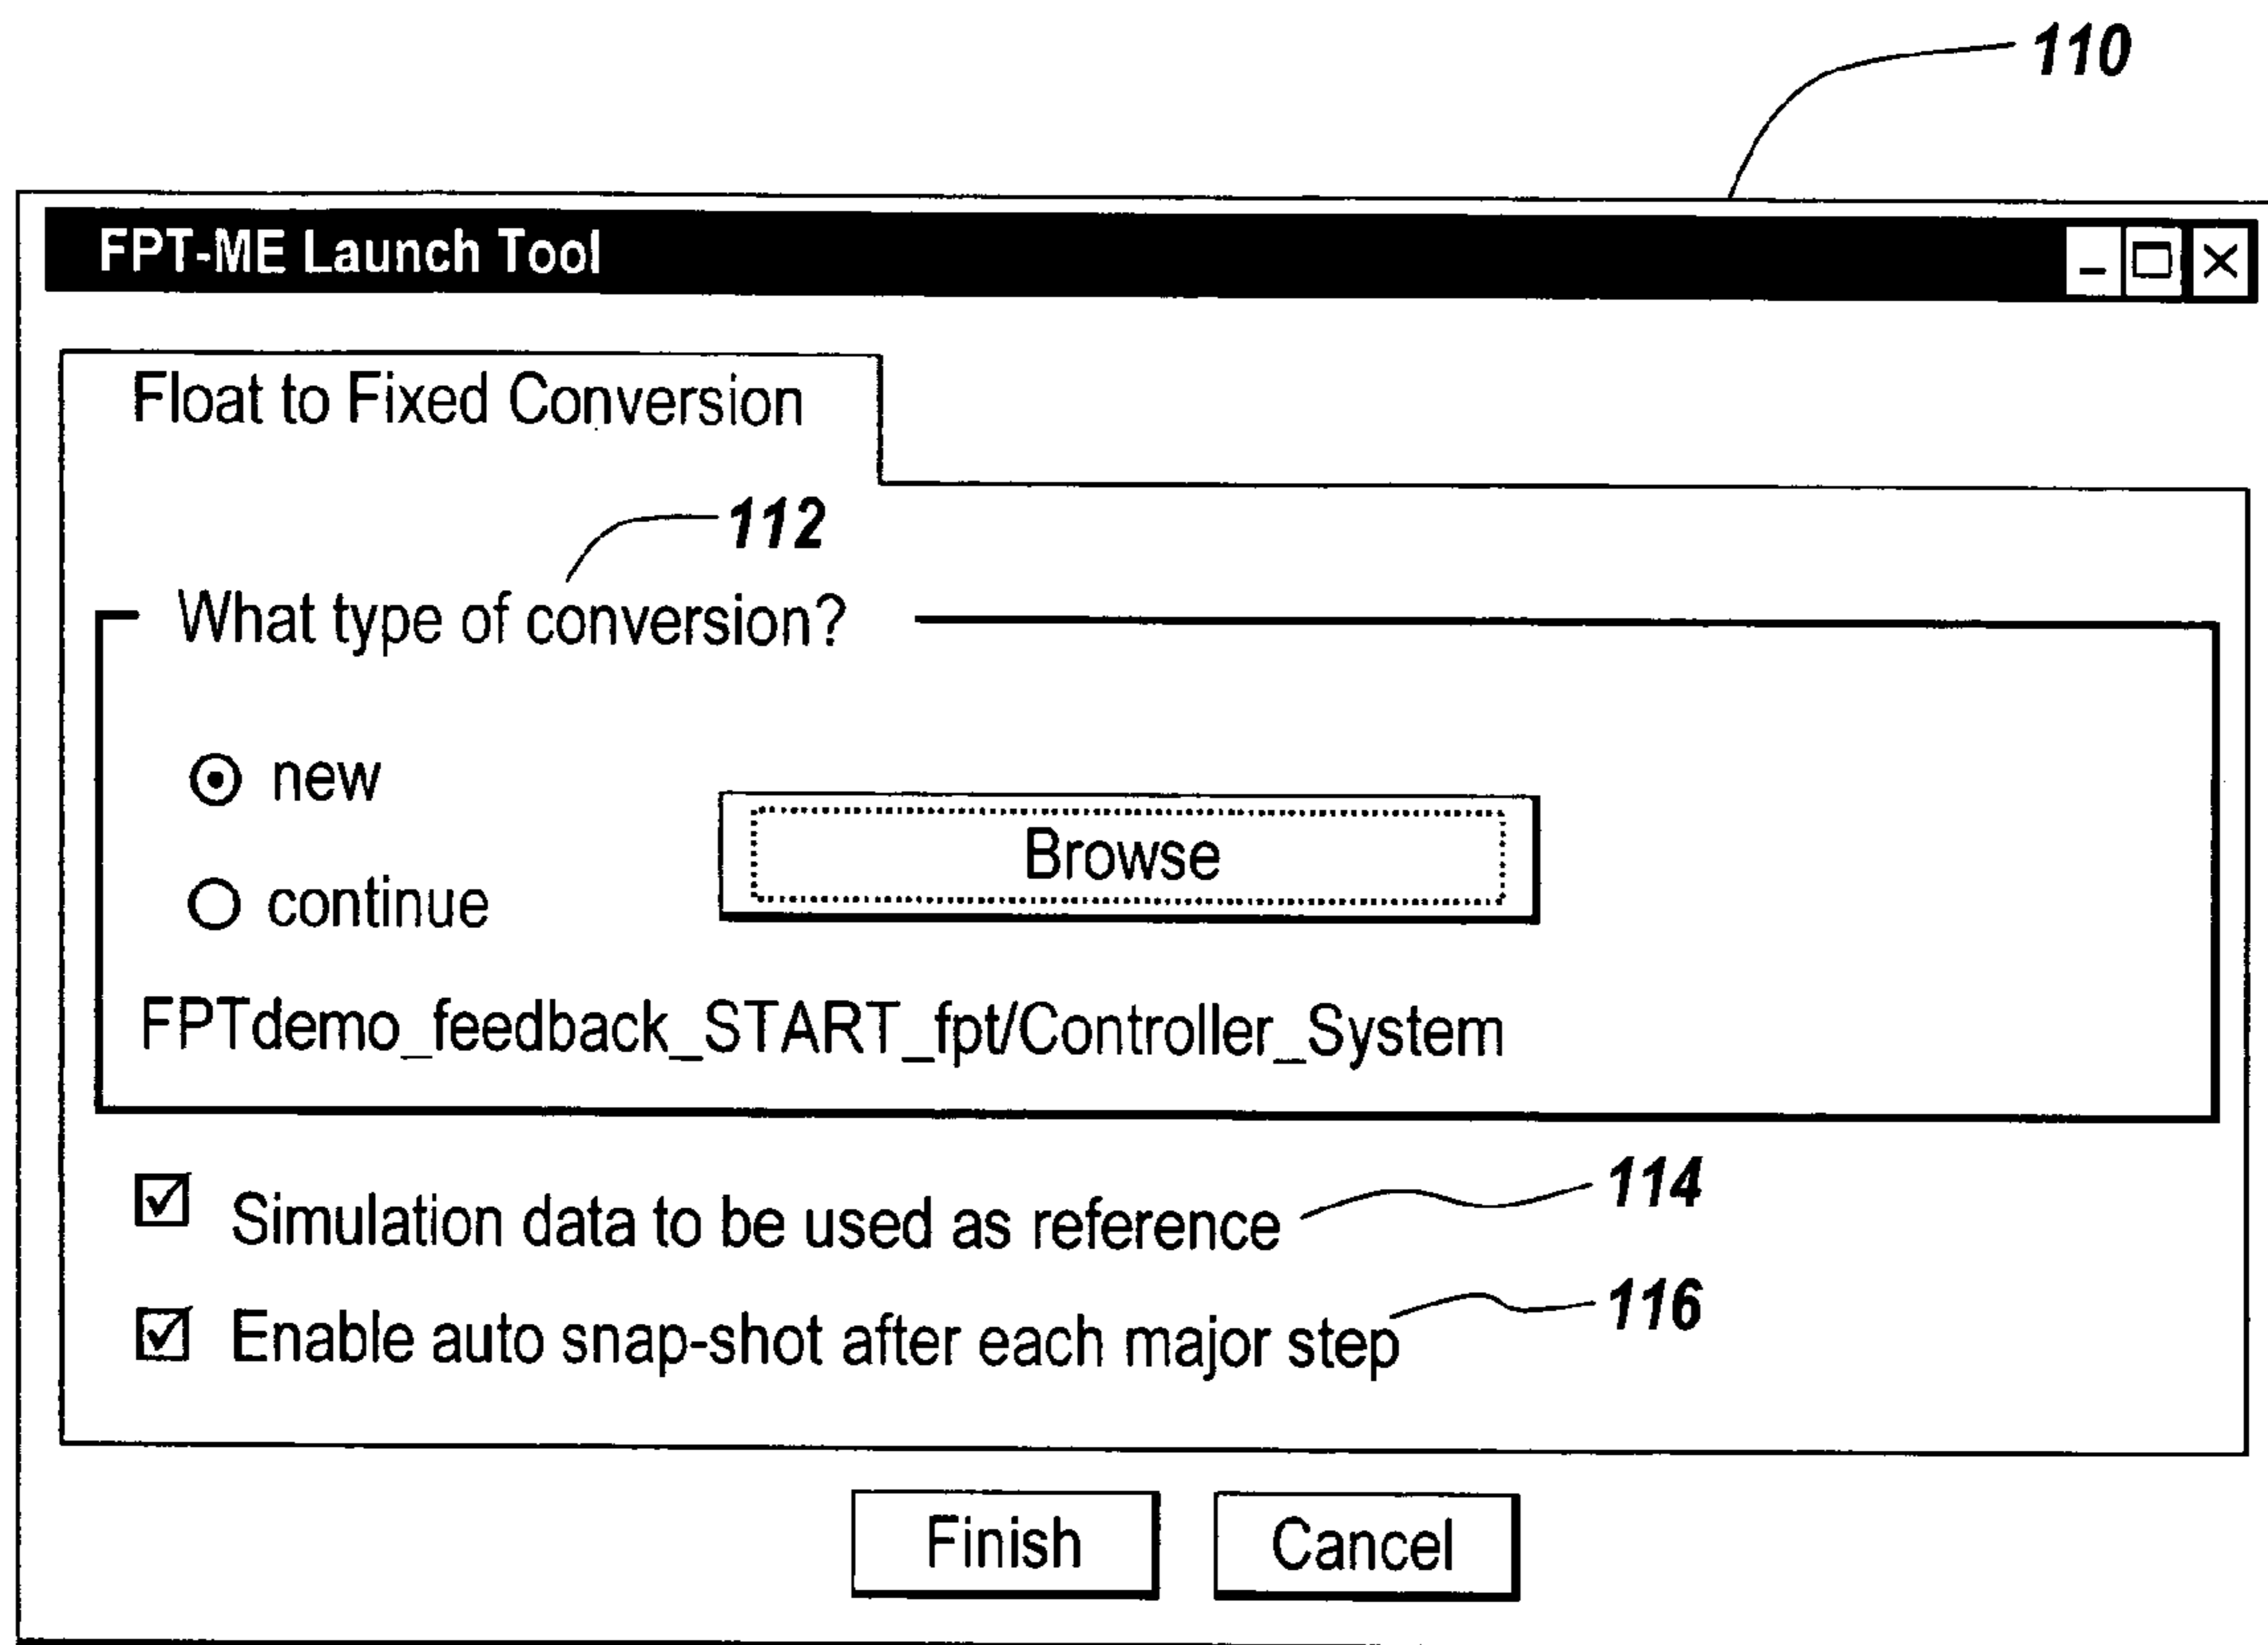 110
FPT-ME Launch Tool
Float to Fixed Conversion
112
What type of conversion?
new
Browse
continue
FPTdemo_feedback_START_fpt/Controller_System
Simulation data to be used as reference
114
Enable auto snap-shot after each major step
116
Finish
Cancel